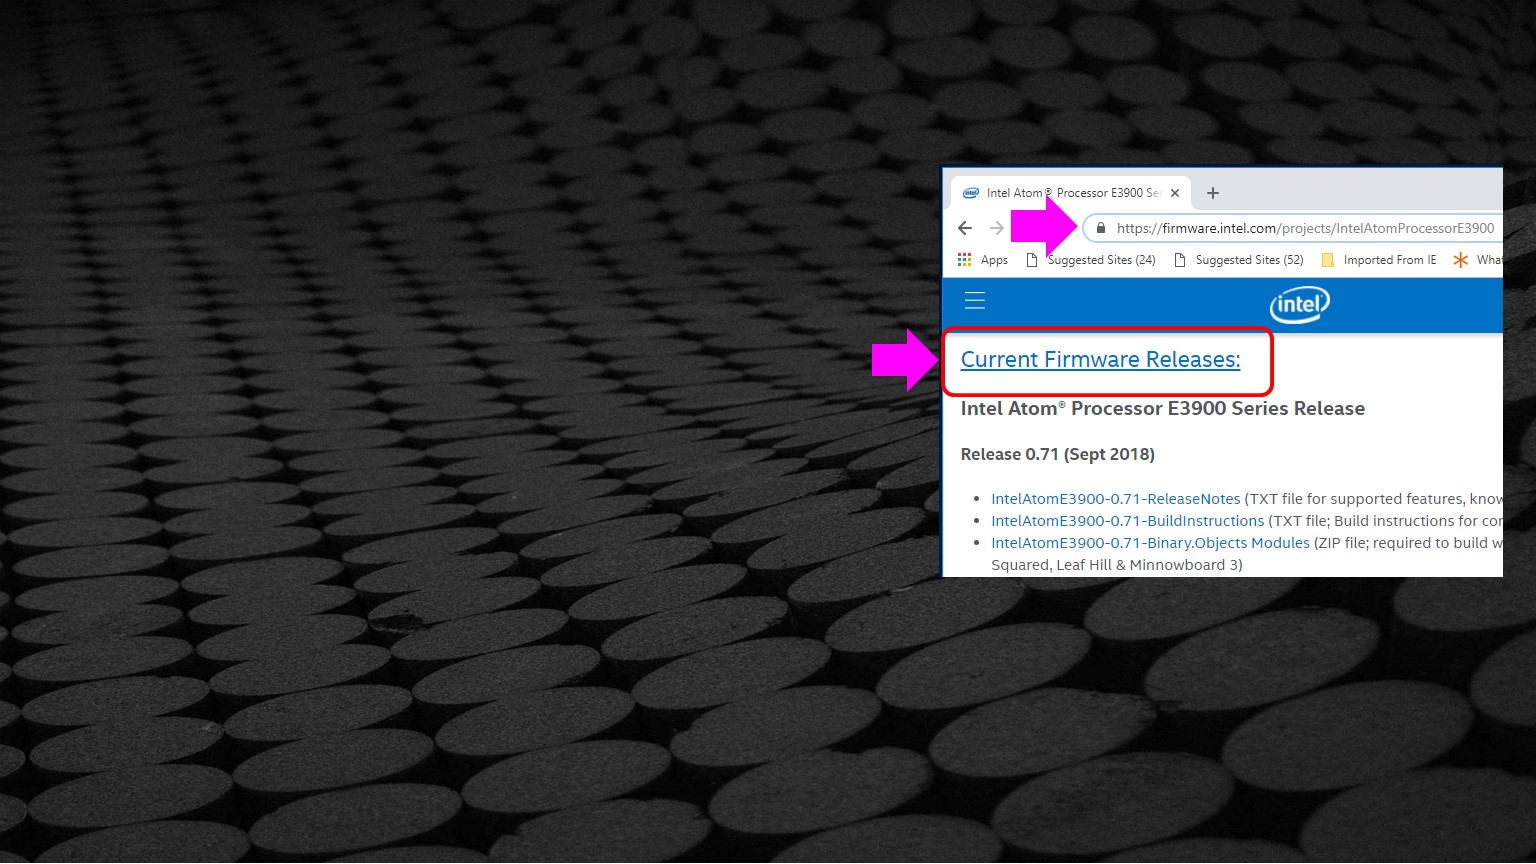 Intel Atom® Processor E3900 Se
https://firmware.intel.com/projects/IntelAtomProcessorE3900
Apps Suggested Sites (24) Suggested Sites (52) Imported From IE What
intel
Current Firmware Releases:
Intel Atom® Processor E3900 Series Release
Release 0.71 (Sept 2018)
• IntelAtomE3900-0.71-ReleaseNotes (TXT file for supported features, know
• IntelAtomE3900-0.71-BuildInstructions (TXT file; Build instructions for cor
• IntelAtomE3900-0.71-Binary.Objects Modules (ZIP file; required to build w
Squared, Leaf Hill & Minnowboard 3)